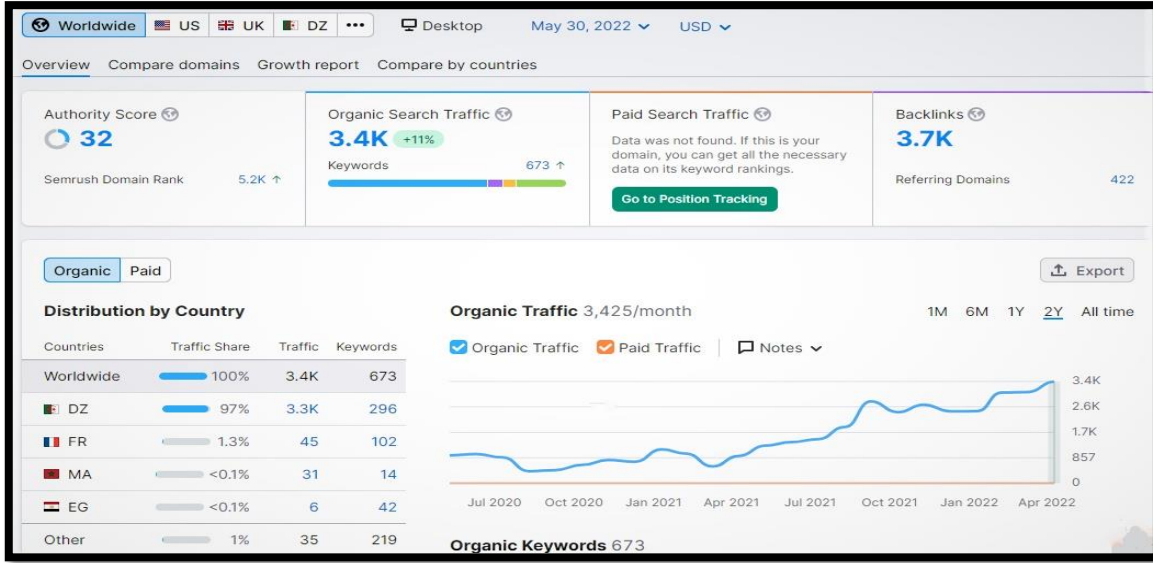 Worldwide US UK DZ ••• Desktop May 30, 2022 USD
Overview Compare domains Growth report Compare by countries
Authority Score
32
Semrush Domain Rank 5.2K ↑
Organic Search Traffic
3.4K +11%
Keywords 673 ↑
Paid Search Traffic
Data was not found. If this is your
domain, you can get all the necessary
data on its keyword rankings.
Go to Position Tracking
Backlinks
3.7K
Referring Domains 422
Organic Paid
Export
Distribution by Country
Countries Traffic Share Traffic Keywords
Worldwide 100% 3.4K 673
DZ 97% 3.3K 296
FR 1.3% 45 102
MA <0.1% 31 14
EG <0.1% 6 42
Other 1% 35 219
Organic Traffic 3,425/month
1M 6M 1Y 2Y All time
Organic Traffic Paid Traffic Notes
3.4K
2.6K
1.7K
857
0
Jul 2020 Oct 2020 Jan 2021 Apr 2021 Jul 2021 Oct 2021 Jan 2022 Apr 2022
Organic Keywords 673